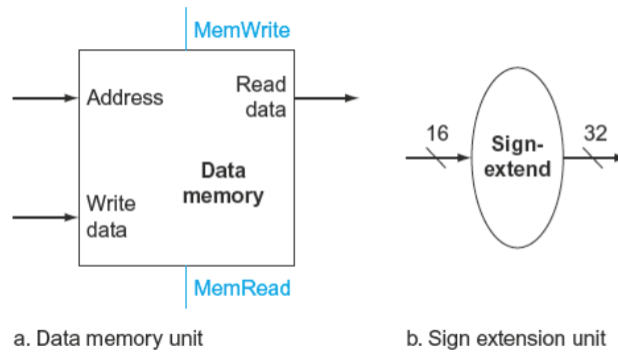 MemWrite
Address
Read
data
Data
memory
Write
data
MemRead
a. Data memory unit
16
Sign-
extend
32
b. Sign extension unit